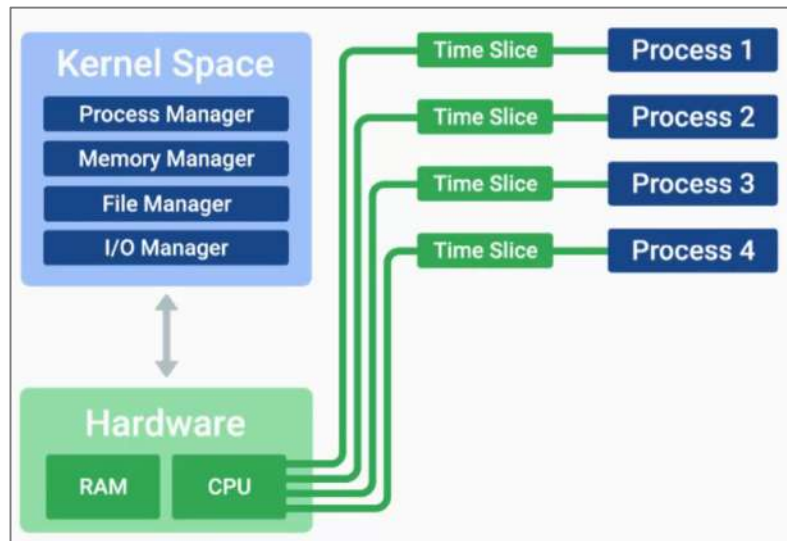 Kernel Space
Process Manager
Memory Manager
File Manager
I/O Manager
Hardware
RAM
CPU
Time Slice
Process 1
Time Slice
Process 2
Time Slice
Process 3
Time Slice
Process 4